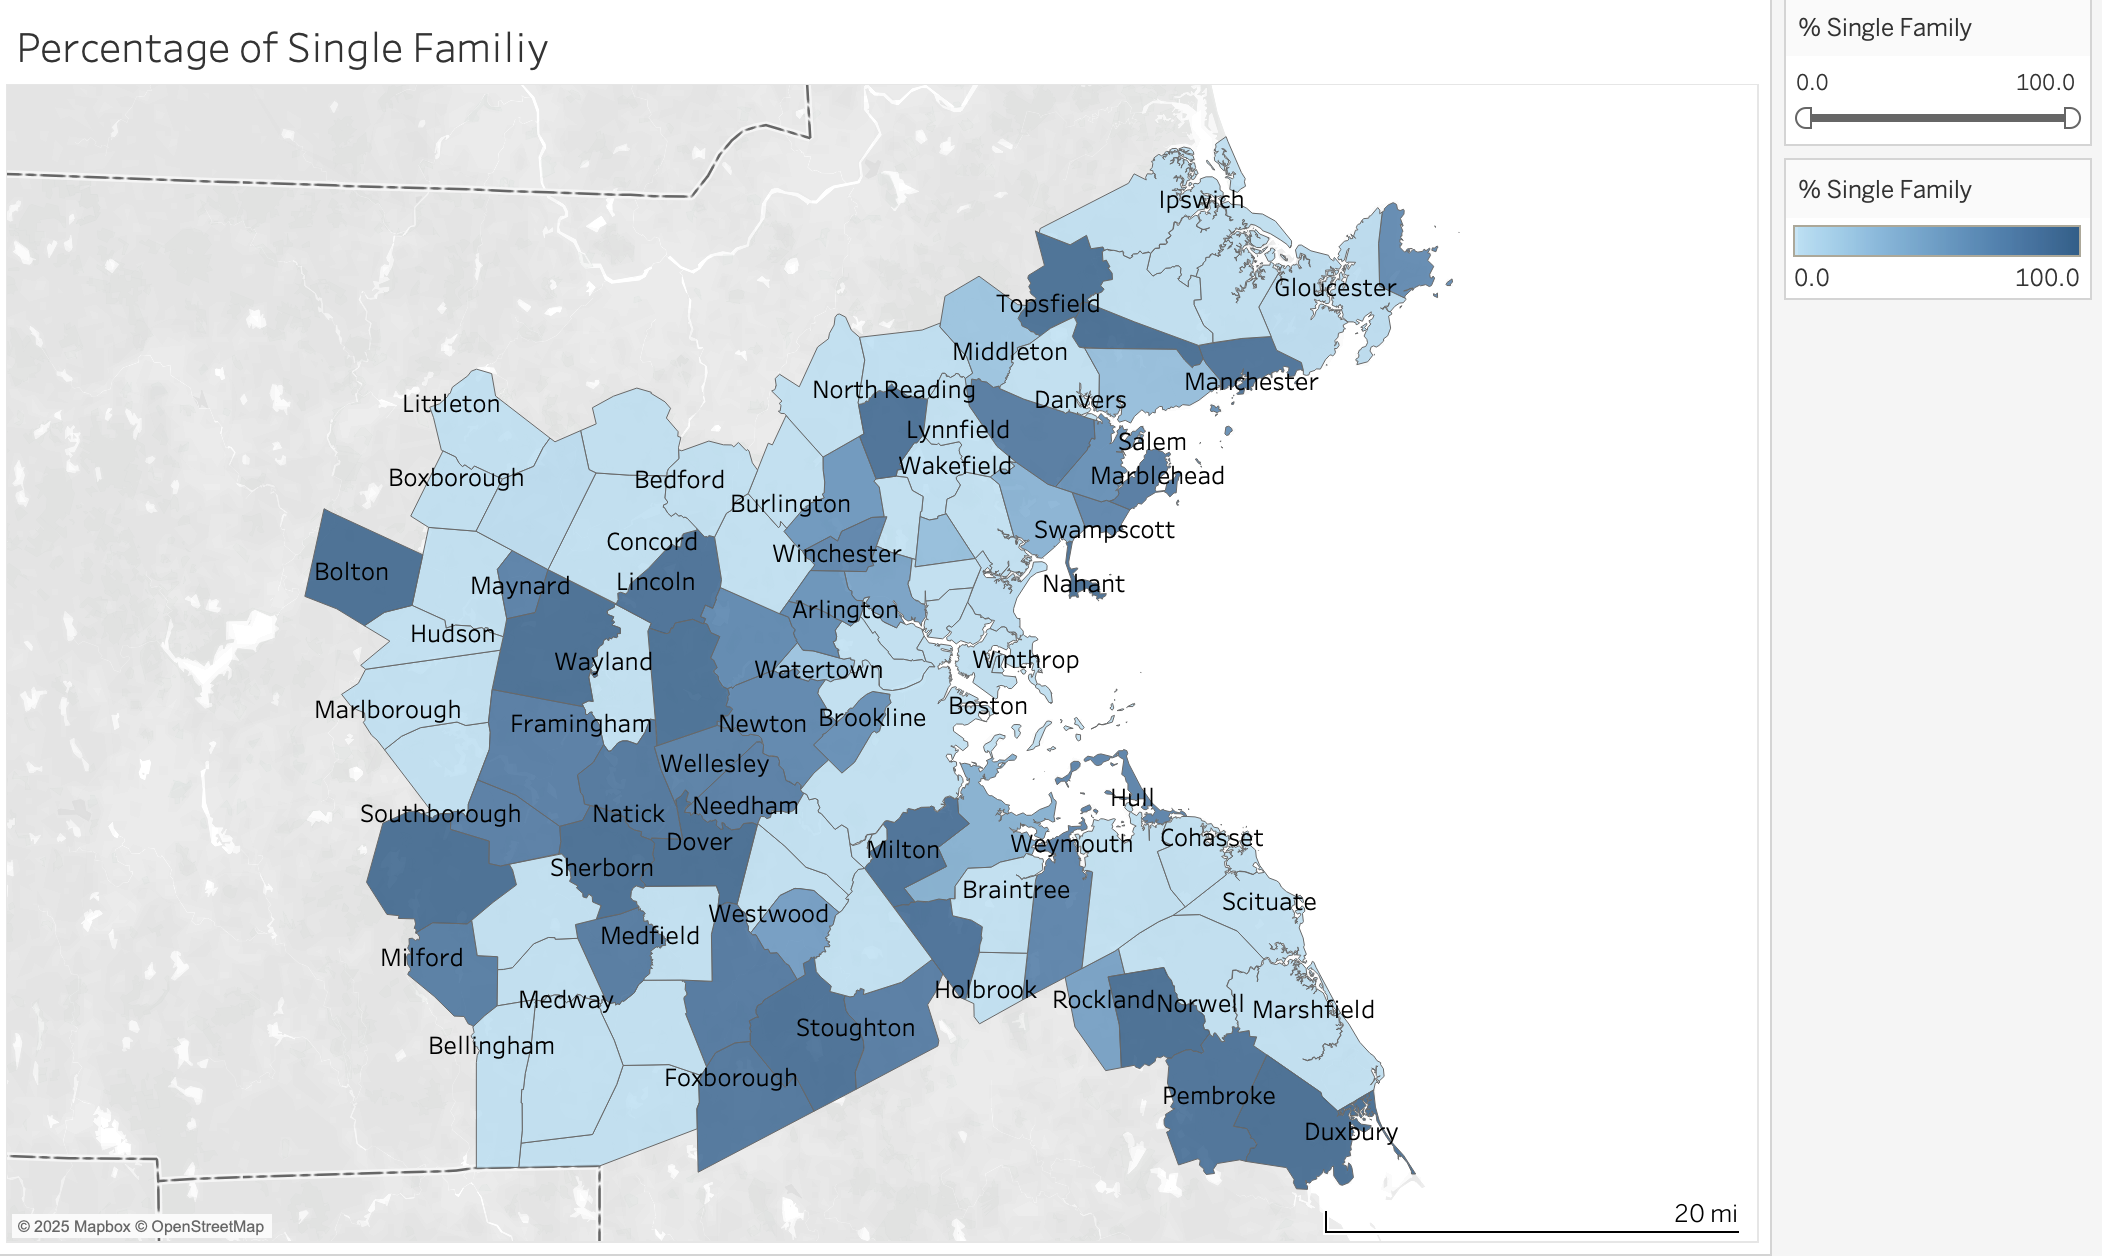 Percentage of Single Familiy
% Single Family
0.0 100.0
% Single Family
0.0 100.0
Ipswich
Gloucester
Topsfield
Middleton
Manchester
North Reading
Danvers
Littleton
Lynnfield
Salem
Wakefield
Boxborough
Bedford
Marblehead
Burlington
Swampscott
Concord
Winchester
Bolton
Maynard
Lincoln
Nahant
Arlington
Hudson
Wayland
Watertown
Winthrop
Marlborough
Boston
Framingham
Newton
Brookline
Wellesley
Hull
Needham
Southborough
Natick
Dover
Cohasset
Weymouth
Milton
Sherborn
Braintree
Scituate
Westwood
Medfield
Milford
Holbrook
Medway
Rockland
Norwell
Marshfield
Stoughton
Bellingham
Foxborough
Pembroke
Duxbury
20 mi
© 2025 Mapbox © OpenStreetMap